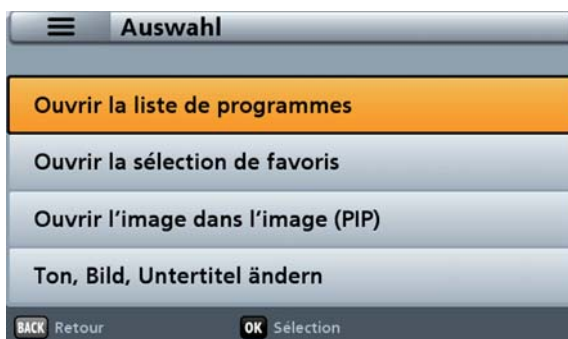 Auswahl
Ouvrir la liste de programmes
Ouvrir la sélection de favoris
Ouvrir l'image dans l'image (PIP)
Ton, Bild, Untertitel ändern
BACK Retour OK Sélection